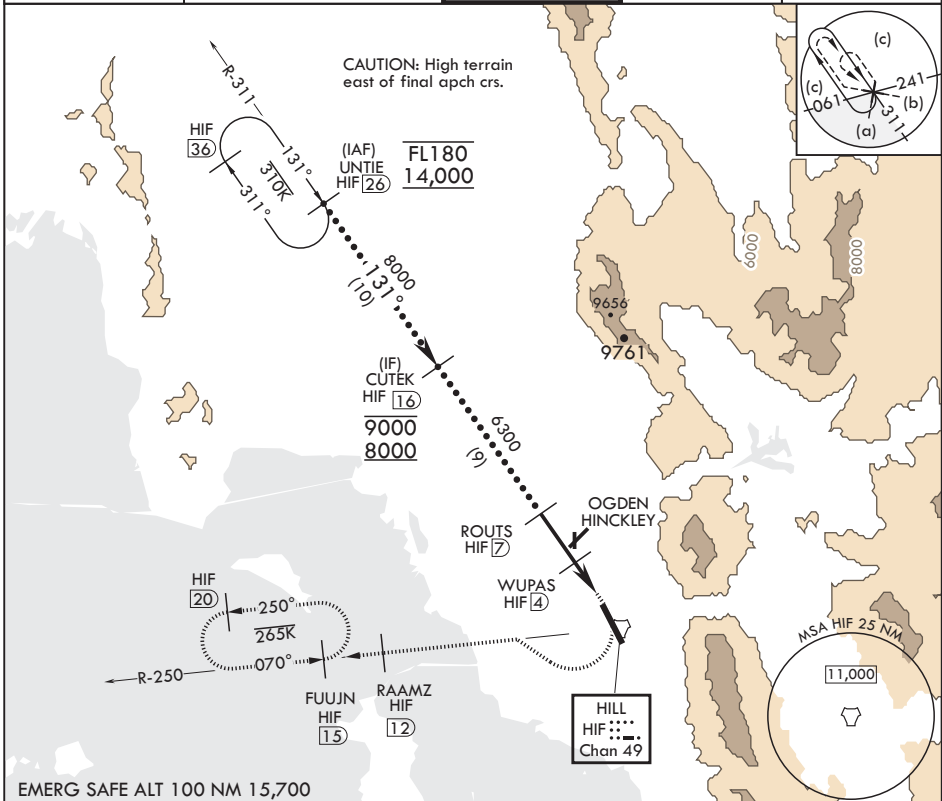 CAUTION: High terrain
east of final apch crs.
(c)
(c)
061
241
(b)
(a)
311
R-311
HIF
36
131°
310K
311°
(IAF)
UNTIE
HIF 26
FL180
14,000
8000
131°
(10)
(IF)
CUTEK
HIF 16
9000
8000
6300
(9)
6000
8000
9656
9761
OGDEN
HINCKLEY
ROUTS
HIF 7
WUPAS
HIF 4
HIF
20
250°
265K
070°
R-250
FUUJN
HIF
15
RAAMZ
HIF
12
HILL
HIF
Chan 49
MSA HIF 25 NM
11,000
EMERG SAFE ALT 100 NM 15,700